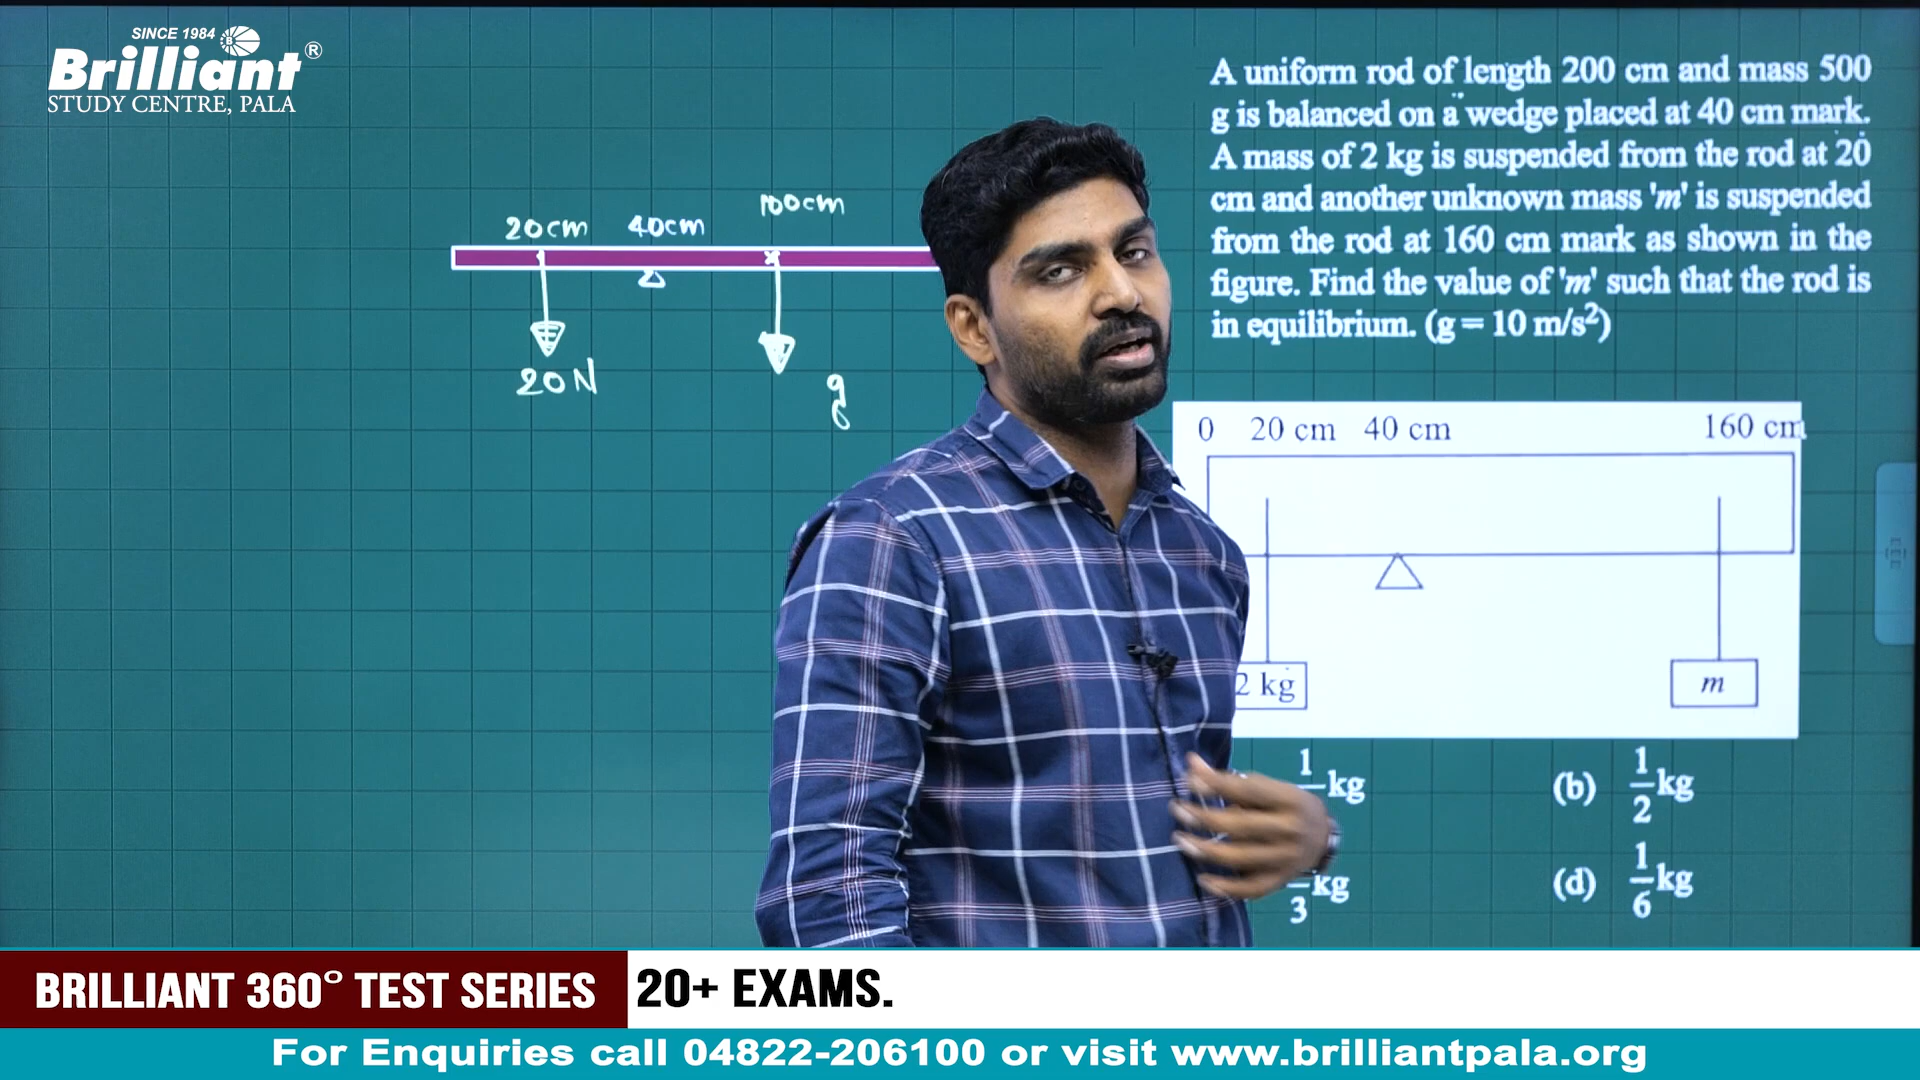 SINCE 1984
Brilliant®
STUDY CENTRE, PALA
A uniform rod of length 200 cm and mass 500
g is balanced on a wedge placed at 40 cm mark.
A mass of 2 kg is suspended from the rod at 20
cm and another unknown mass 'm' is suspended
from the rod at 160 cm mark as shown in the
figure. Find the value of 'm' such that the rod is
in equilibrium. (g = 10 m/s²)
20cm 40cm 100cm
20N
g
0 20 cm 40 cm 160 cm
2 kg m
1 kg
(b) 1/2 kg
3 kg
(d) 1/6 kg
BRILLIANT 360° TEST SERIES 20+ EXAMS.
For Enquiries call 04822-206100 or visit www.brilliantpala.org